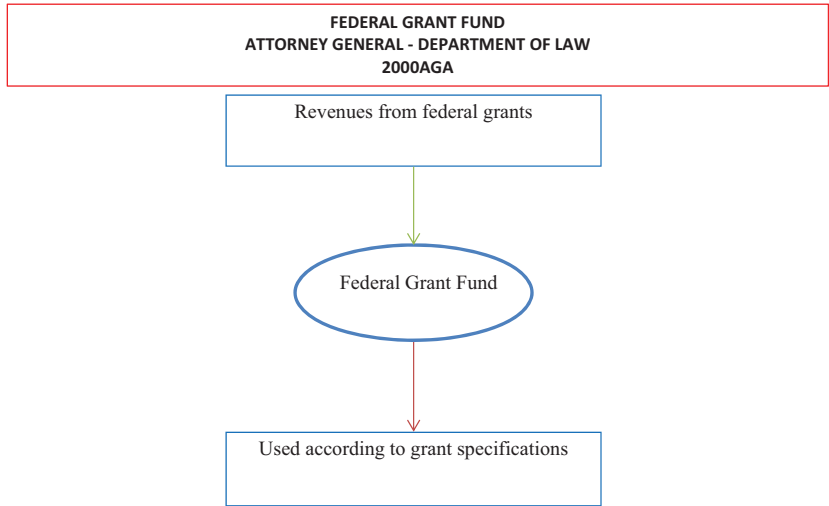 FEDERAL GRANT FUND
ATTORNEY GENERAL - DEPARTMENT OF LAW
2000AGA
Revenues from federal grants
Federal Grant Fund
Used according to grant specifications